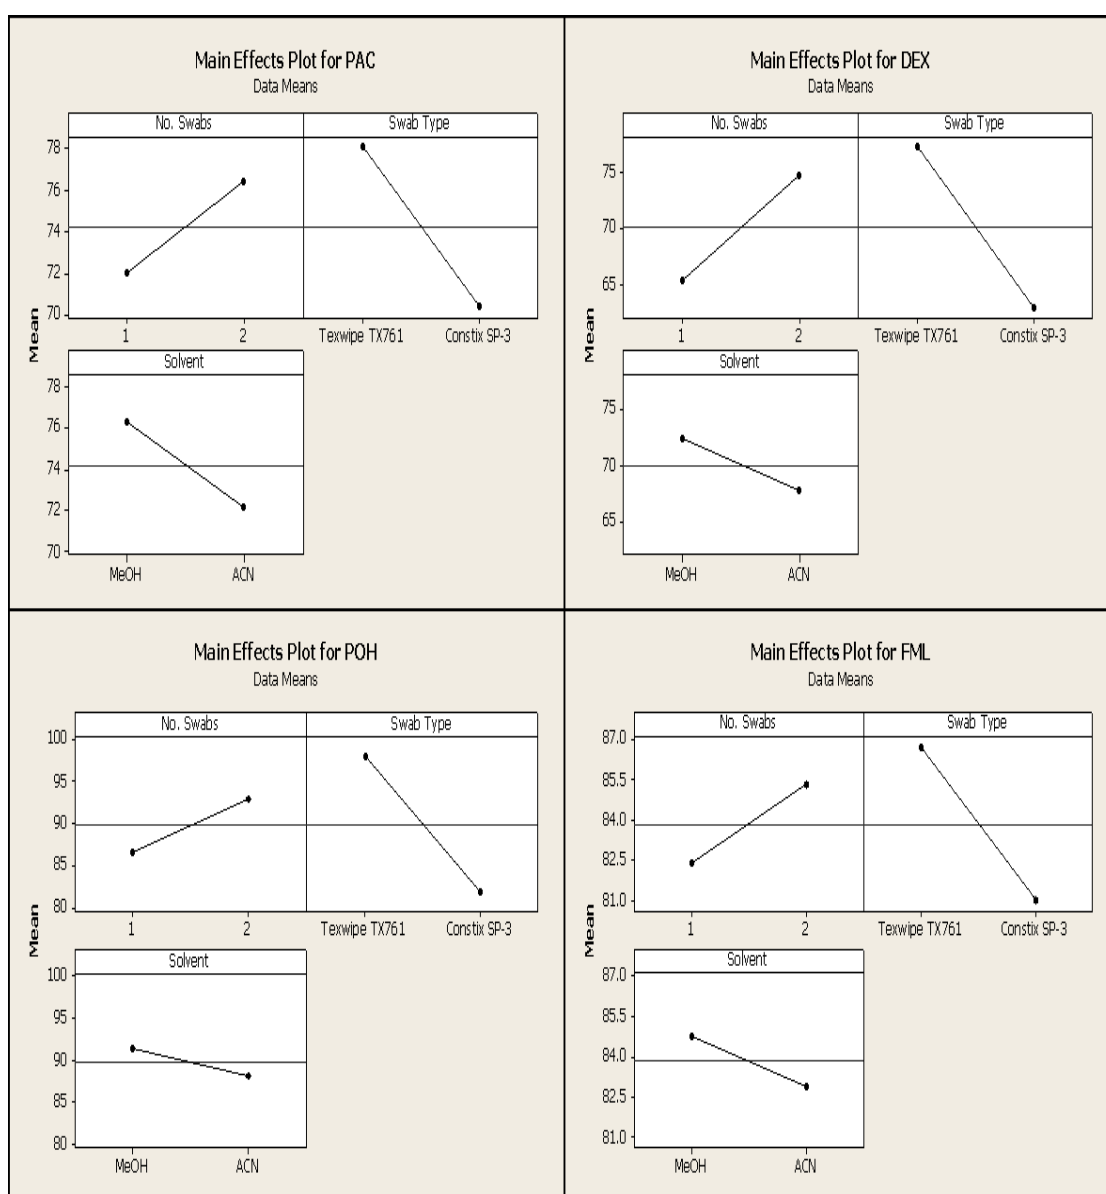 Main Effects Plot for PAC
Data Means
No. Swabs Swab Type
78
76
74
72
70
1 2 Texwipe TX761 Constix SP-3
Mean
Solvent
78
76
74
72
70
MeOH ACN
Main Effects Plot for DEX
Data Means
No. Swabs Swab Type
75
70
65
1 2 Texwipe TX761 Constix SP-3
Mean
Solvent
75
70
65
MeOH ACN
Main Effects Plot for POH
Data Means
No. Swabs Swab Type
100
95
90
85
80
1 2 Texwipe TX761 Constix SP-3
Mean
Solvent
100
95
90
85
80
MeOH ACN
Main Effects Plot for FML
Data Means
No. Swabs Swab Type
87.0
85.5
84.0
82.5
81.0
1 2 Texwipe TX761 Constix SP-3
Mean
Solvent
87.0
85.5
84.0
82.5
81.0
MeOH ACN